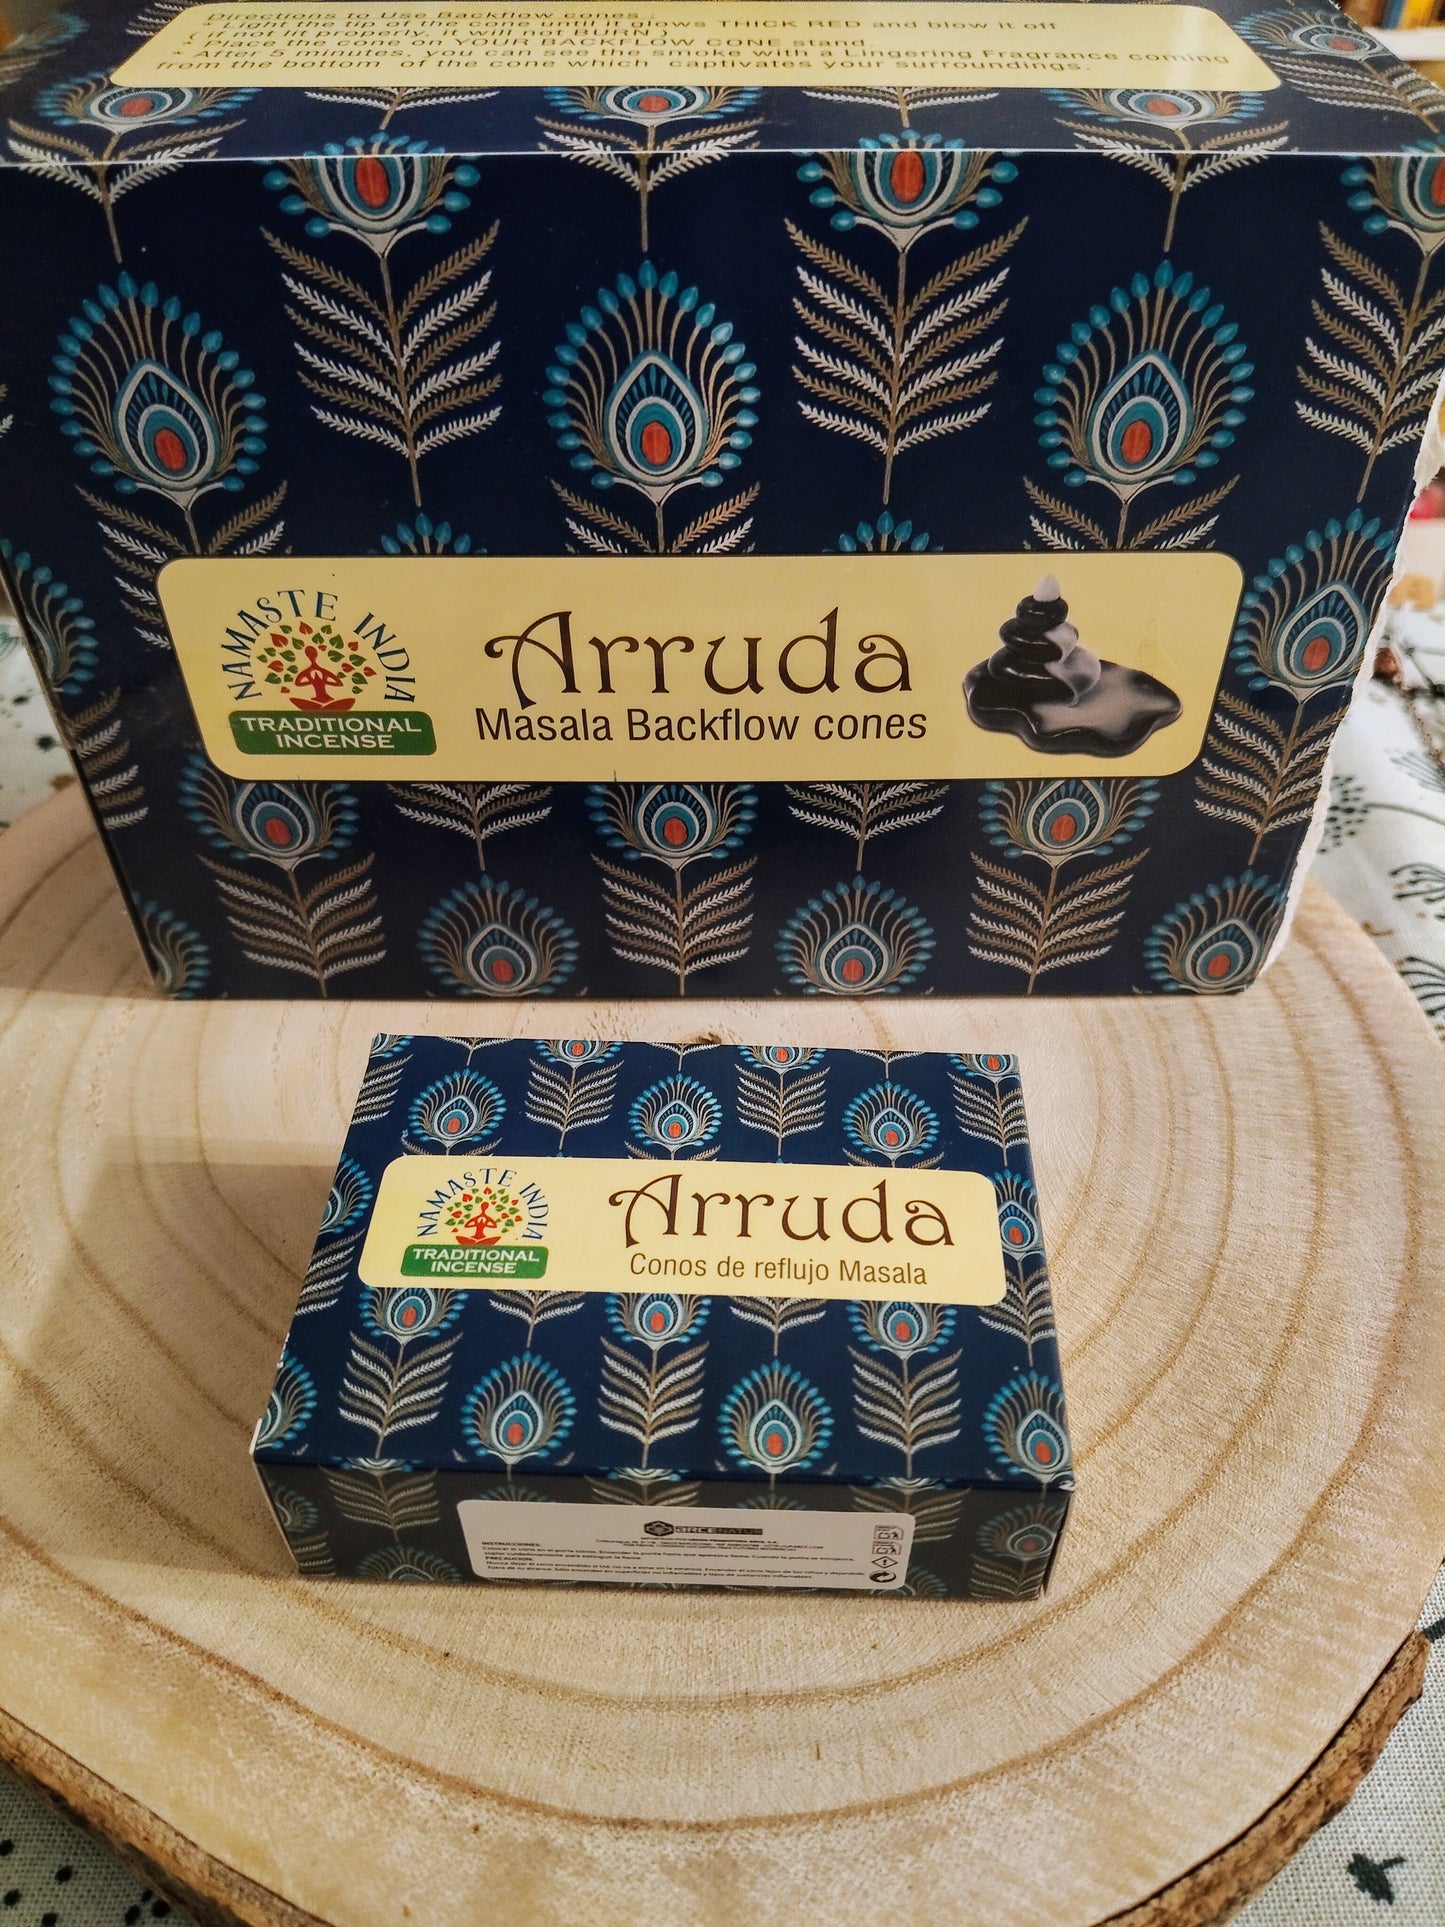 Directions to Use Backflow cones :
* Light the tip of the cone until it glows THICK RED and blow it off
( if not lit properly, it will not BURN )
* Place the cone on YOUR BACKFLOW CONE stand.
* After 5 minutes, you can see the smoke with a Lingering Fragrance coming
from the bottom of the cone which captivates your surroundings.
NAMASTE INDIA
TRADITIONAL
INCENSE
Arruda
Masala Backflow cones
NAMASTE INDIA
TRADITIONAL
INCENSE
Arruda
Conos de reflujo Masala
ARCENATUR
INSTRUCCIONES:
PRECAUCIÓN: